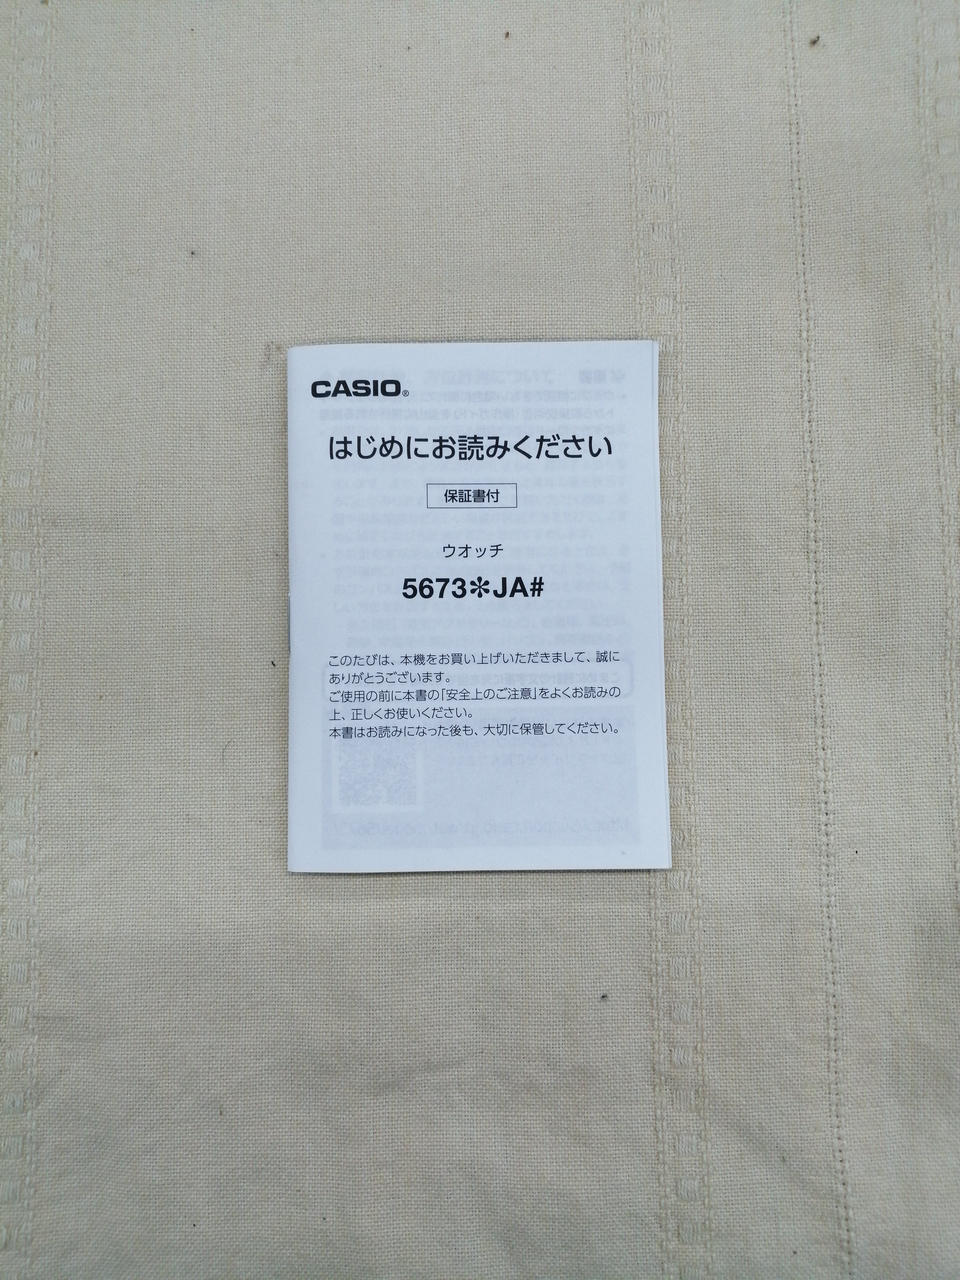 CASIO®
はじめにお読みください
保証書付
ウオッチ
5673✻JA#
このたびは、本機をお買い上げいただきまして、誠に
ありがとうございます。
ご使用の前に本書の「安全上のご注意」をよくお読みの
上、正しくお使いください。
本書はお読みになった後も、大切に保管してください。